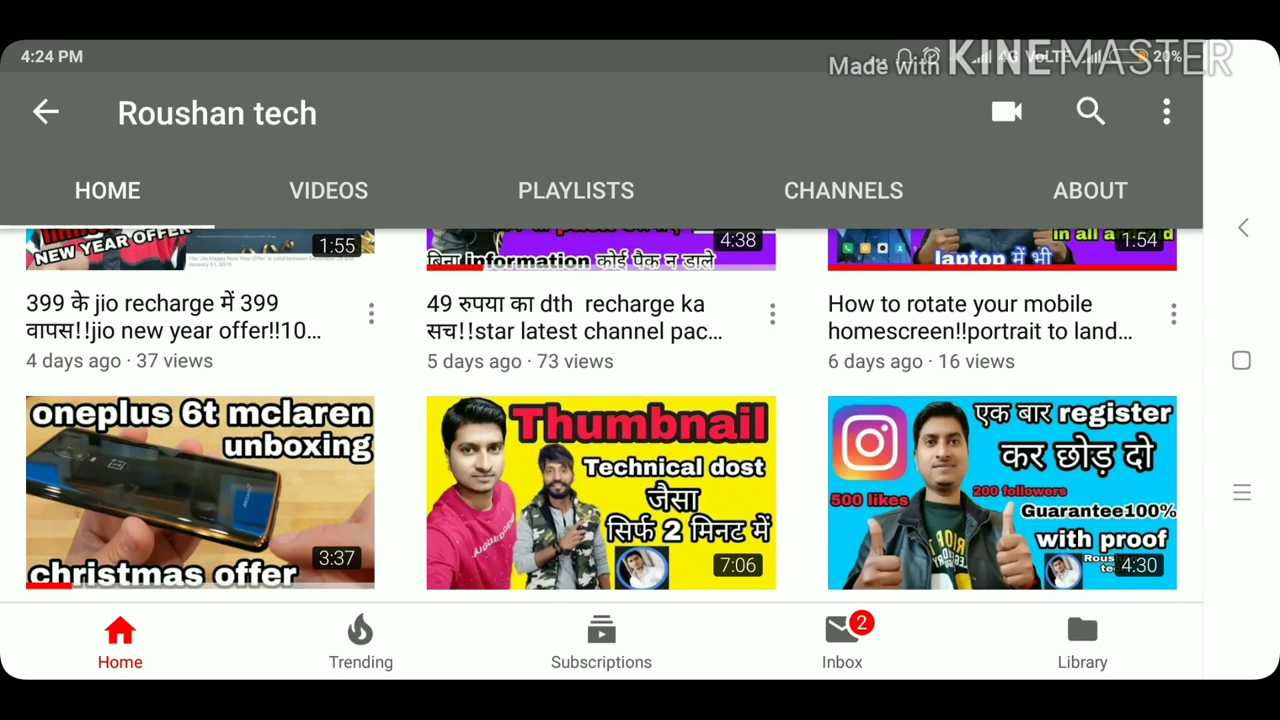 4:24 PM
4G VoLTE 20%
Made with KINEMASTER
Roushan tech
HOME VIDEOS PLAYLISTS CHANNELS ABOUT
NEW YEAR OFFER
1:55
4:38
बिना information कोई पैक न डाले
in all a
1:54
laptop में भी
399 के jio recharge में 399
वापस!!jio new year offer!!10...
4 days ago · 37 views
49 रुपया का dth recharge ka
सच!!star latest channel pac...
5 days ago · 73 views
How to rotate your mobile
homescreen!!portrait to land...
6 days ago · 16 views
oneplus 6t mclaren
unboxing
3:37
christmas offer
Thumbnail
Technical dost
जैसा
सिर्फ 2 मिनट में
7:06
एक बार register
कर छोड़ दो
500 likes
200 followers
Guarantee100%
with proof
4:30
Home Trending Subscriptions Inbox Library
2